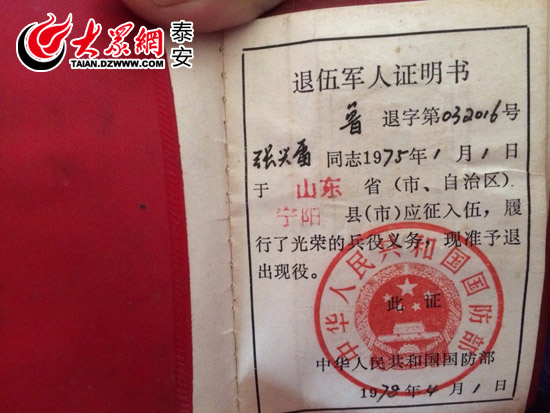 大众網 泰安
TAIAN.DZWWW.COM
退伍军人证明书
鲁 退字第032016号
张兴雷 同志1975年1月1日
于 山东 省（市、自治区）
宁阳 县（市）应征入伍，履
行了光荣的兵役义务，现准予退
出现役。
此证
中华人民共和国国防部
中华人民共和国国防部
1978年4月1日